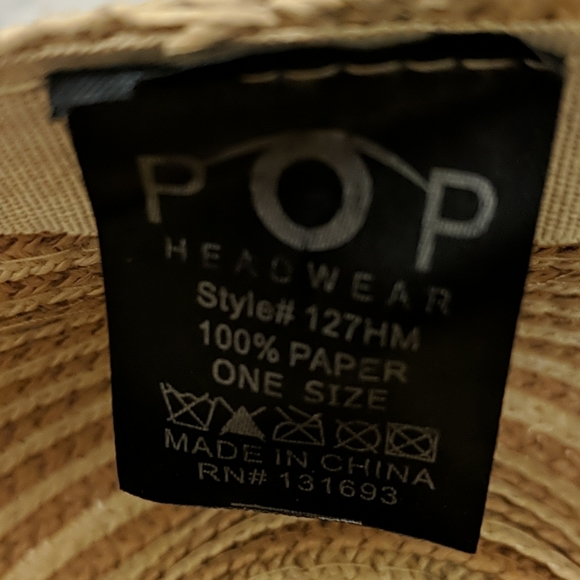 POP
HEADWEAR
Style# 127HM
100% PAPER
ONE SIZE
MADE IN CHINA
RN# 131693